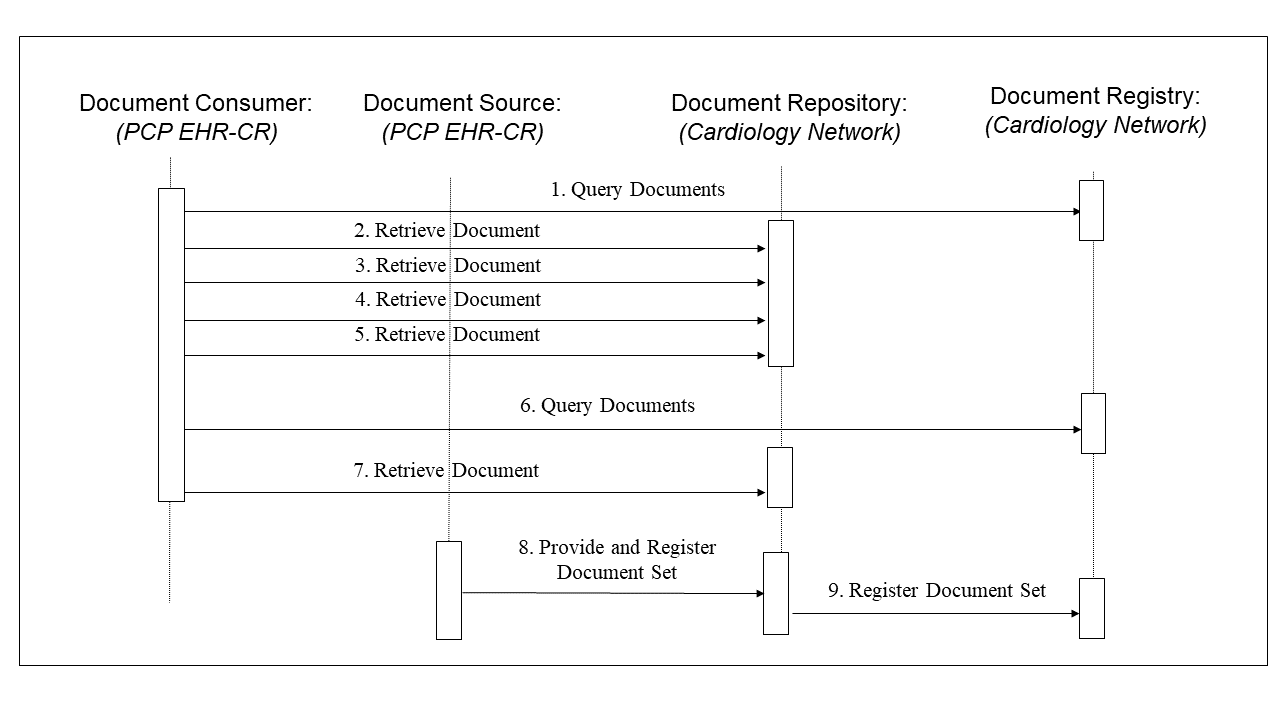 Document Consumer:
(PCP EHR-CR)
Document Source:
(PCP EHR-CR)
Document Repository:
(Cardiology Network)
Document Registry:
(Cardiology Network)
1. Query Documents
2. Retrieve Document
3. Retrieve Document
4. Retrieve Document
5. Retrieve Document
6. Query Documents
7. Retrieve Document
8. Provide and Register
Document Set
9. Register Document Set